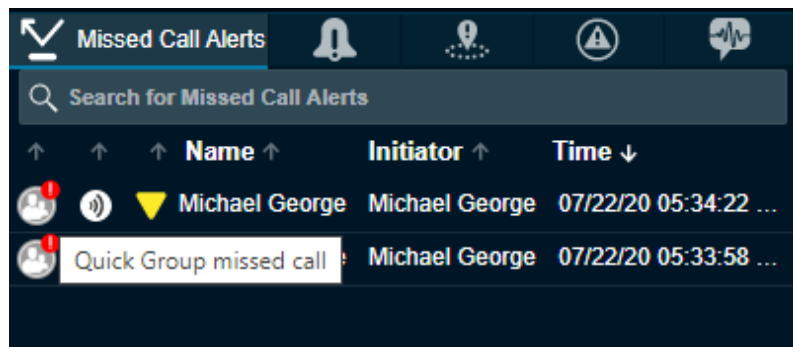 Missed Call Alerts
Search for Missed Call Alerts
Name Initiator Time
Michael George Michael George 07/22/20 05:34:22 ...
Quick Group missed call Michael George 07/22/20 05:33:58 ...